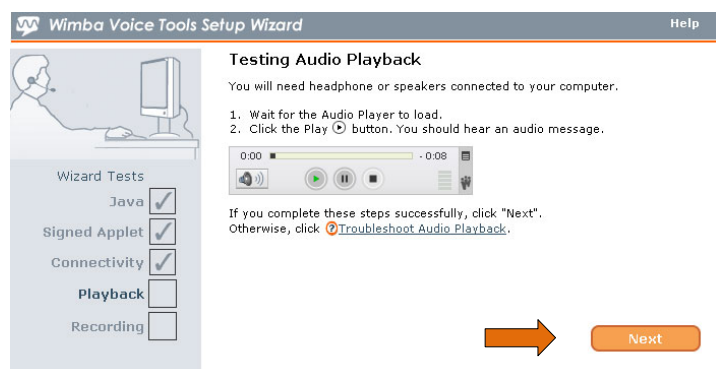 Wimba Voice Tools Setup Wizard
Help
Testing Audio Playback
You will need headphone or speakers connected to your computer.
1. Wait for the Audio Player to load.
2. Click the Play button. You should hear an audio message.
0:00 - 0:08
If you complete these steps successfully, click "Next".
Otherwise, click ?Troubleshoot Audio Playback.
Wizard Tests
Java
Signed Applet
Connectivity
Playback
Recording
Next